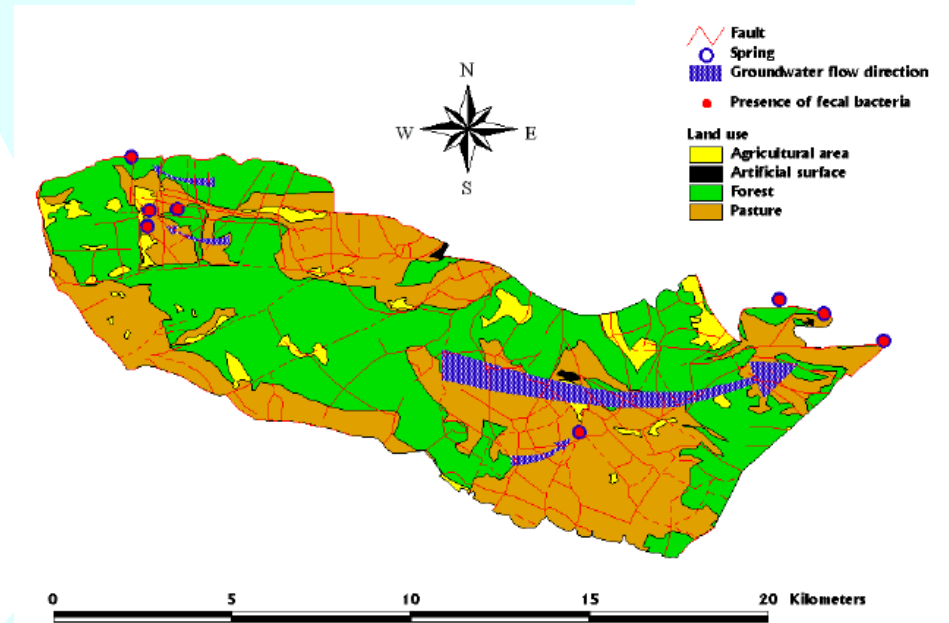 Fault
Spring
Groundwater flow direction
Presence of fecal bacteria
Land use
Agricultural area
Artificial surface
Forest
Pasture
N
W E
S
0 5 10 15 20 Kilometers